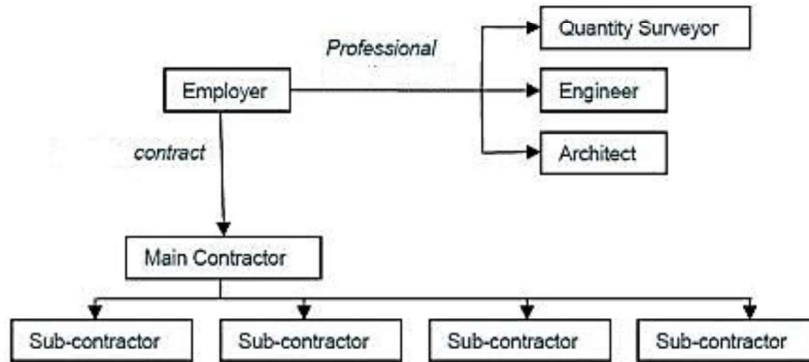 Quantity Surveyor
Professional
Employer
Engineer
contract
Architect
Main Contractor
Sub-contractor
Sub-contractor
Sub-contractor
Sub-contractor